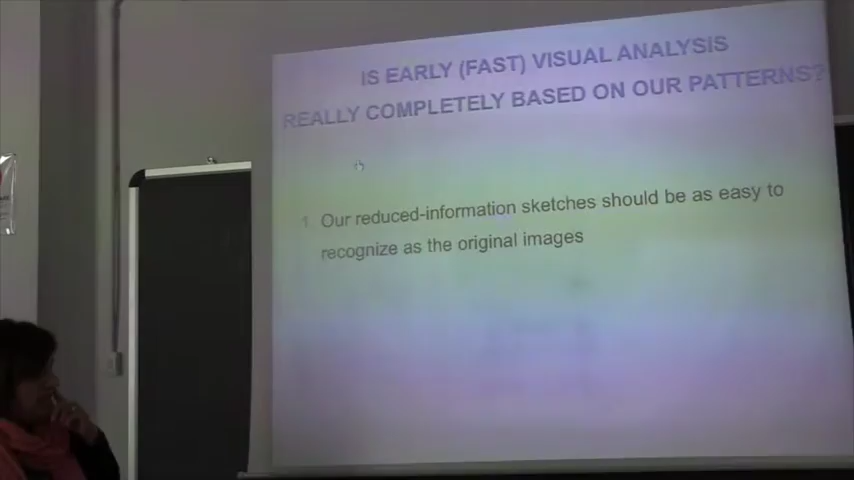 IS EARLY (FAST) VISUAL ANALYSIS
REALLY COMPLETELY BASED ON OUR PATTERNS?
1. Our reduced-information sketches should be as easy to
recognize as the original images